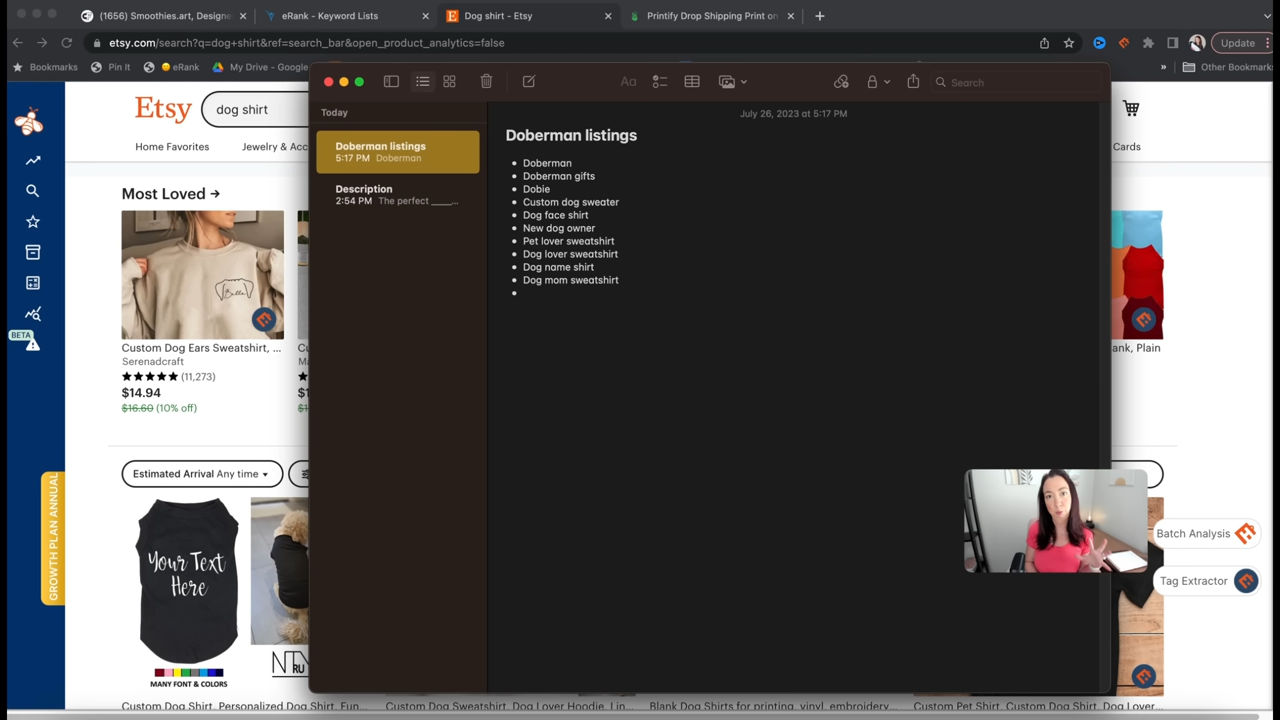 (1656) Smoothies.art, Designe
eRank - Keyword Lists
Dog shirt - Etsy
Printify Drop Shipping Print on
etsy.com/search?q=dog+shirt&ref=search_bar&open_product_analytics=false
Update
Bookmarks
Pin It
eRank
My Drive - Google
»
Other Bookmarks
Aa
Search
Etsy
dog shirt
Home Favorites
Jewelry & Acc
Cards
Today
Doberman listings
5:17 PM Doberman
Description
2:54 PM The perfect ____...
July 26, 2023 at 5:17 PM
Doberman listings
• Doberman
• Doberman gifts
• Dobie
• Custom dog sweater
• Dog face shirt
• New dog owner
• Pet lover sweatshirt
• Dog lover sweatshirt
• Dog name shirt
• Dog mom sweatshirt
•
Most Loved →
Bella
Custom Dog Ears Sweatshirt, ...
Serenadcraft
★★★★★ (11,273)
$14.94
$16.60 (10% off)
ank, Plain
BETA
GROWTH PLAN ANNUAL
Estimated Arrival Any time
Your Text
Here
MANY FONT & COLORS
Batch Analysis
Tag Extractor
Custom Dog Shirt, Personalized Dog Shirt, Fun...
Custom Dog Sweatshirt, Dog Lover Hoodie, Lin...
Blank Dog Shirts for printing, vinyl, embroidery...
Custom Pet Shirt, Custom Dog Shirt, Dog Lover...